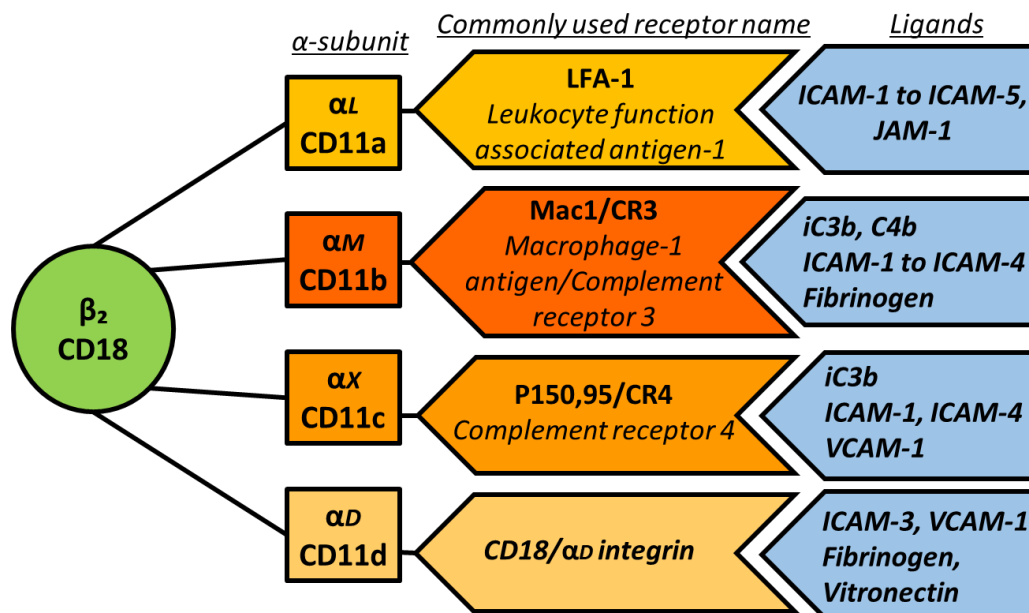 α-subunit
Commonly used receptor name
Ligands
β₂
CD18
αL
CD11a
LFA-1
Leukocyte function
associated antigen-1
ICAM-1 to ICAM-5,
JAM-1
αM
CD11b
Mac1/CR3
Macrophage-1
antigen/Complement
receptor 3
iC3b, C4b
ICAM-1 to ICAM-4
Fibrinogen
αX
CD11c
P150,95/CR4
Complement receptor 4
iC3b
ICAM-1, ICAM-4
VCAM-1
αD
CD11d
CD18/αD integrin
ICAM-3, VCAM-1
Fibrinogen,
Vitronectin